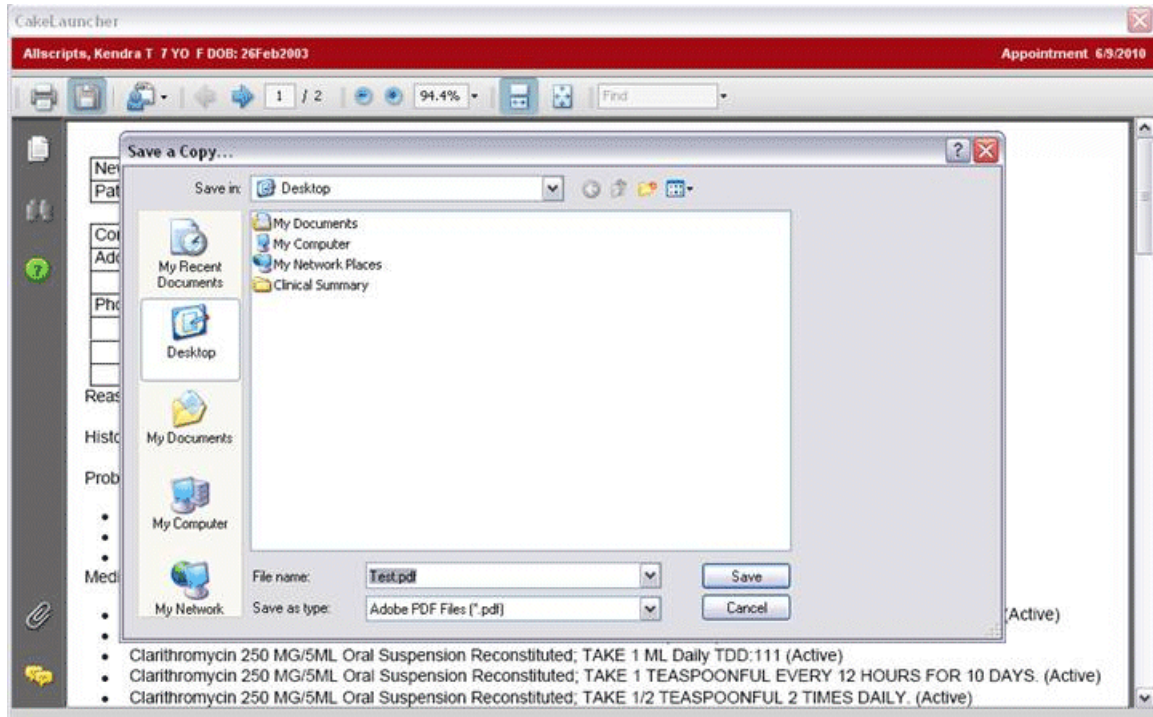 CakeLauncher
Allscripts, Kendra T 7 YO F DOB: 26Feb2003 Appointment 6/9/2010
1 / 2 94.4% Find
Save a Copy...
Save in: Desktop
My Recent Documents
Desktop
My Documents
My Computer
My Network
My Documents
My Computer
My Network Places
Clinical Summary
File name: Test.pdf Save
Save as type: Adobe PDF Files (*.pdf) Cancel
Pat
Reas
Histo
Prob
Medi
(Active)
Clarithromycin 250 MG/5ML Oral Suspension Reconstituted; TAKE 1 ML Daily TDD:111 (Active)
Clarithromycin 250 MG/5ML Oral Suspension Reconstituted; TAKE 1 TEASPOONFUL EVERY 12 HOURS FOR 10 DAYS. (Active)
Clarithromycin 250 MG/5ML Oral Suspension Reconstituted; TAKE 1/2 TEASPOONFUL 2 TIMES DAILY. (Active)